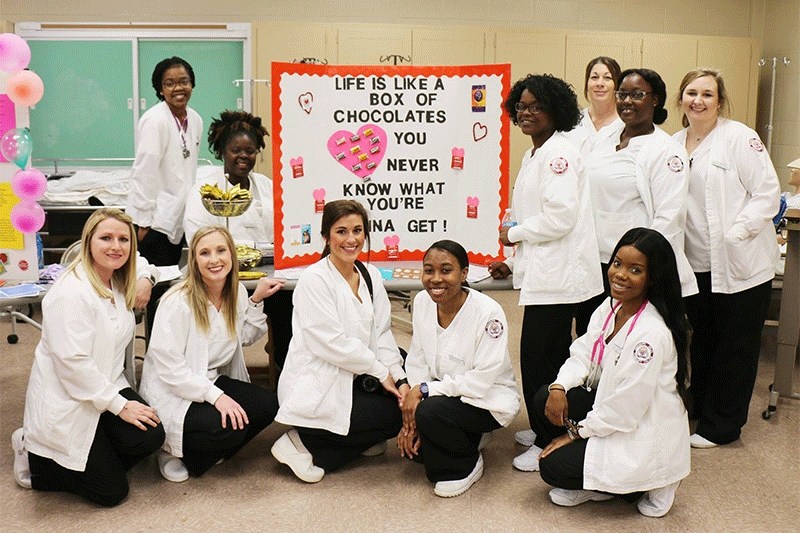 LIFE IS LIKE A
BOX OF
CHOCOLATES
YOU
NEVER
KNOW WHAT
YOU'RE
NNA GET !